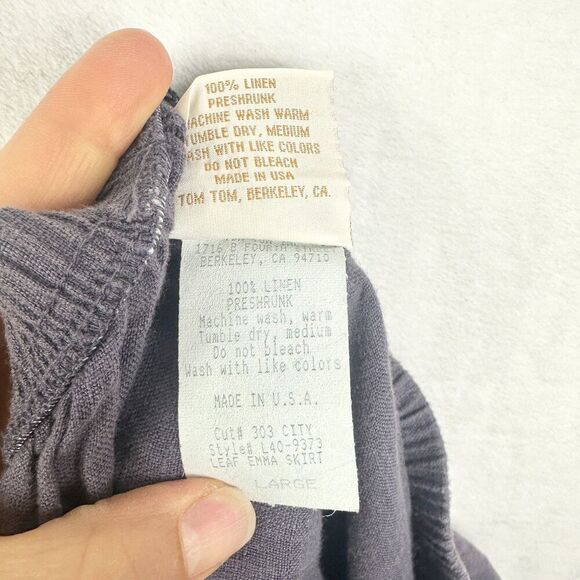 100% LINEN
PRESHRUNK
MACHINE WASH WARM
TUMBLE DRY, MEDIUM
WASH WITH LIKE COLORS
DO NOT BLEACH
MADE IN USA
TOM TOM, BERKELEY, CA.
1716 B FOURTH
BERKELEY, CA 94710
100% LINEN
PRESHRUNK
Machine wash, warm
Tumble dry, medium
Do not bleach
Wash with like colors
MADE IN U.S.A.
Cut# 303 CITY
Style# L40-9373
LEAF EMMA SKIRT
LARGE